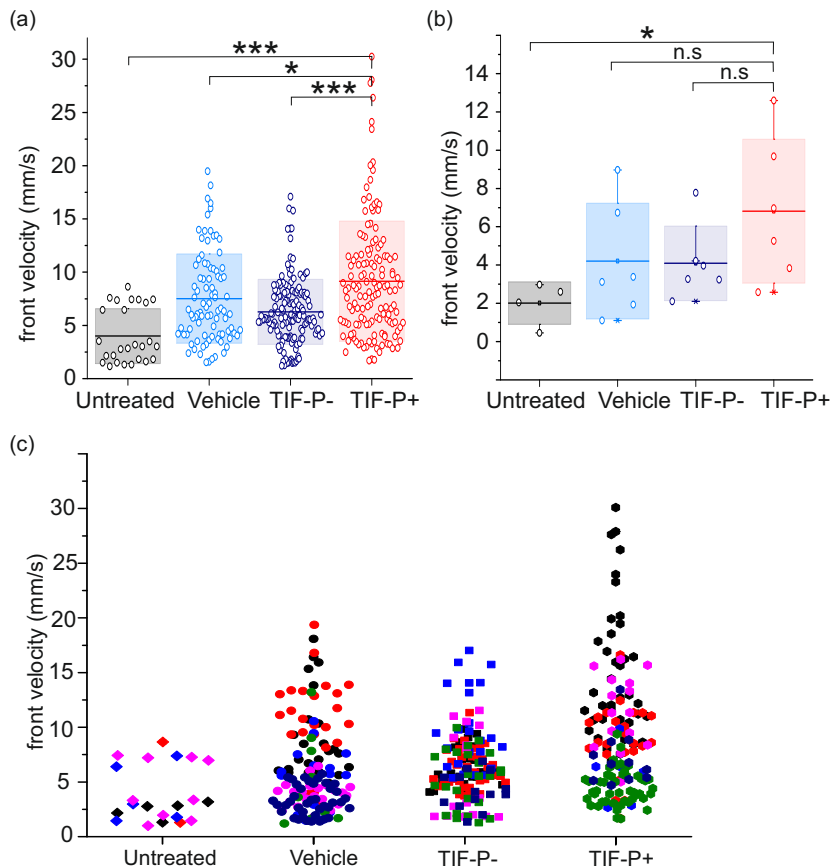 (a)
front velocity (mm/s)
30
25
20
15
10
5
0
***
*
***
Untreated Vehicle TIF-P- TIF-P+
(b)
front velocity (mm/s)
14
12
10
8
6
4
2
0
*
n.s
n.s
Untreated Vehicle TIF-P- TIF-P+
(c)
front velocity (mm/s)
30
25
20
15
10
5
0
Untreated Vehicle TIF-P- TIF-P+